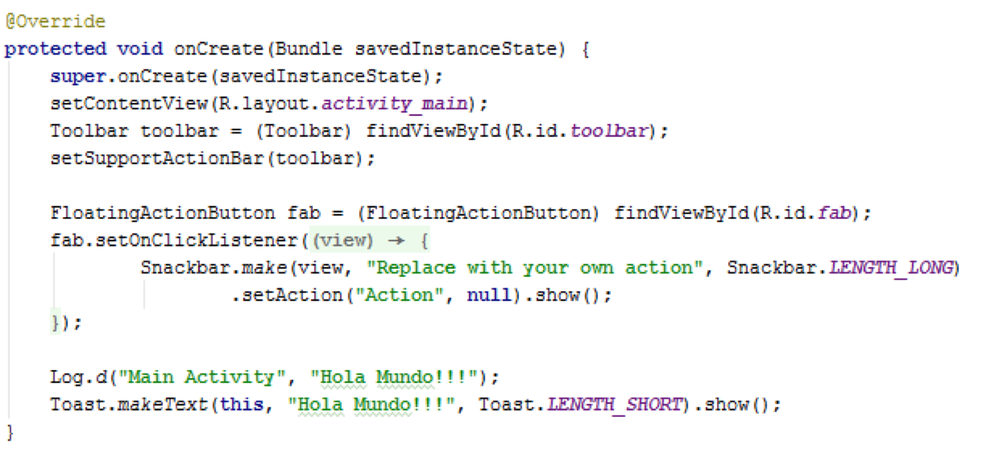 @Override
protected void onCreate(Bundle savedInstanceState) {
super.onCreate(savedInstanceState);
setContentView(R.layout.activity_main);
Toolbar toolbar = (Toolbar) findViewById(R.id.toolbar);
setSupportActionBar(toolbar);
FloatingActionButton fab = (FloatingActionButton) findViewById(R.id.fab);
fab.setOnClickListener((view) → {
Snackbar.make(view, "Replace with your own action", Snackbar.LENGTH_LONG)
.setAction("Action", null).show();
});
Log.d("Main Activity", "Hola Mundo!!!");
Toast.makeText(this, "Hola Mundo!!!", Toast.LENGTH_SHORT).show();
}